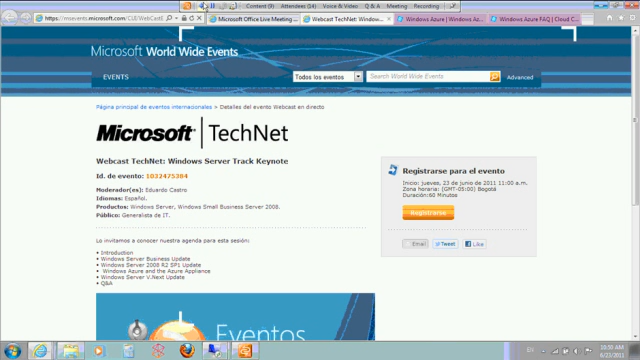 Content (9) Attendees (14) Voice & Video Q & A Meeting Recording
https://msevents.microsoft.com/CUI/WebCast
Microsoft Office Live Meeting ...
Webcast TechNet: Window...
Windows Azure | Windows Az...
Windows Azure FAQ | Cloud C...
Microsoft World Wide Events
EVENTS
Todos los eventos
Search World Wide Events
Advanced
Página principal de eventos internacionales > Detalles del evento Webcast en directo
Microsoft | TechNet
Webcast TechNet: Windows Server Track Keynote
Id. de evento: 1032475384
Moderador(es): Eduardo Castro
Idiomas: Español.
Productos: Windows Server, Windows Small Business Server 2008.
Público: Generalista de IT.
Registrarse para el evento
Inicio: jueves, 23 de junio de 2011 11:00 a.m.
Zona horaria: (GMT-05:00) Bogotá
Duración:60 Minutos
Registrarse
Email
Tweet
Like
Lo invitamos a conocer nuestra agenda para esta sesión:
• Introduction
• Windows Server Business Update
• Windows Server 2008 R2 SP1 Update
• Windows Azure and the Azure Appliance
• Windows Server V.Next Update
• Q&A
Eventos
10:55 AM
6/23/2011